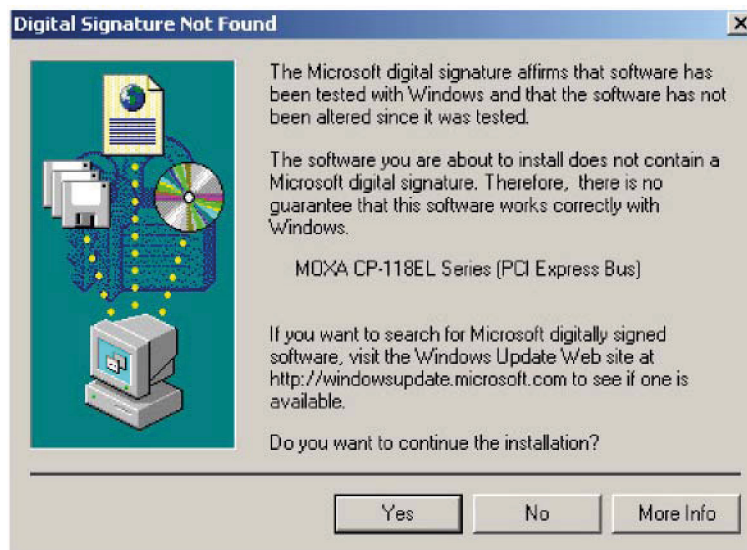 Digital Signature Not Found
The Microsoft digital signature affirms that software has
been tested with Windows and that the software has not
been altered since it was tested.
The software you are about to install does not contain a
Microsoft digital signature. Therefore, there is no
guarantee that this software works correctly with
Windows.
MOXA CP-118EL Series (PCI Express Bus)
If you want to search for Microsoft digitally signed
software, visit the Windows Update Web site at
http://windowsupdate.microsoft.com to see if one is
available.
Do you want to continue the installation?
Yes No More Info